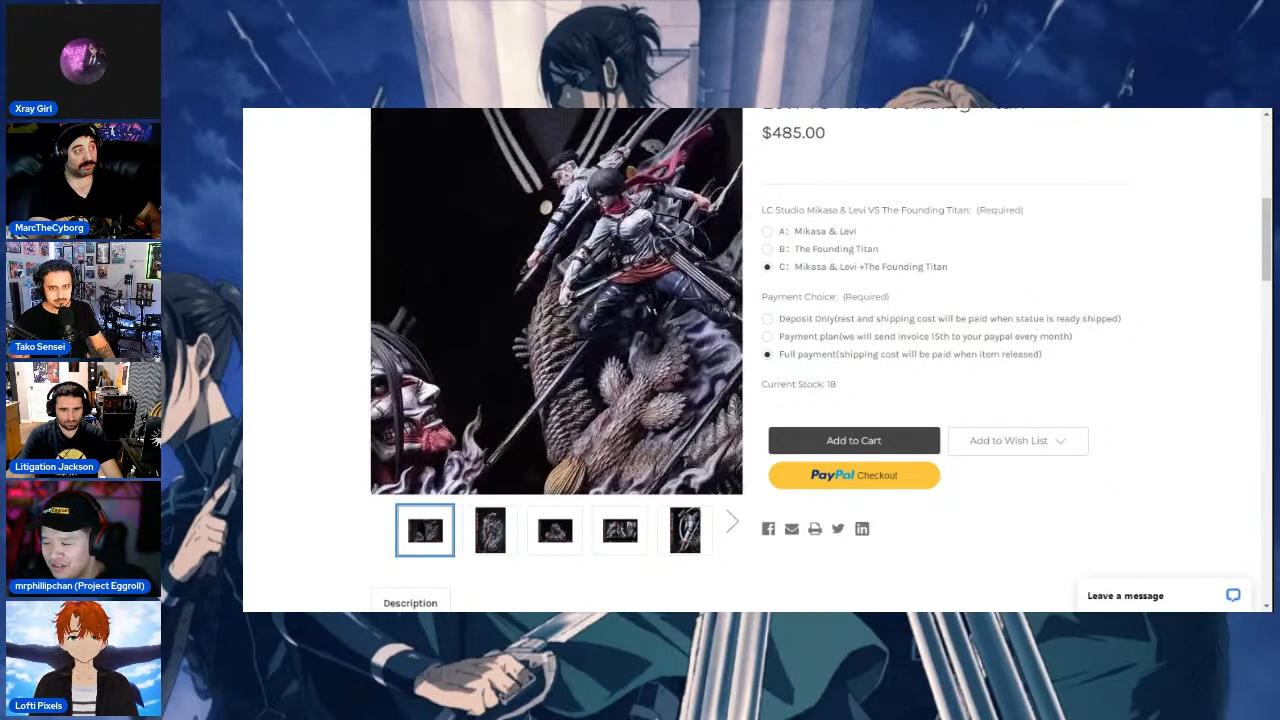 Xray Giri
MarcTheCyborg
Tako Sensei
Litigation Jackson
mrphillipchan (Project Eggroll)
Lofti Pixels
$485.00
LC Studio Mikasa & Levi VS The Founding Titan: (Required)
A: Mikasa & Levi
B: The Founding Titan
C: Mikasa & Levi +The Founding Titan
Payment Choice: (Required)
Deposit Only(rest and shipping cost will be paid when statue is ready shipped)
Payment plan(we will send invoice 15th to your paypal every month)
Full payment(shipping cost will be paid when item released)
Current Stock: 18
Add to Cart
Add to Wish List
PayPal Checkout
Description
Leave a message